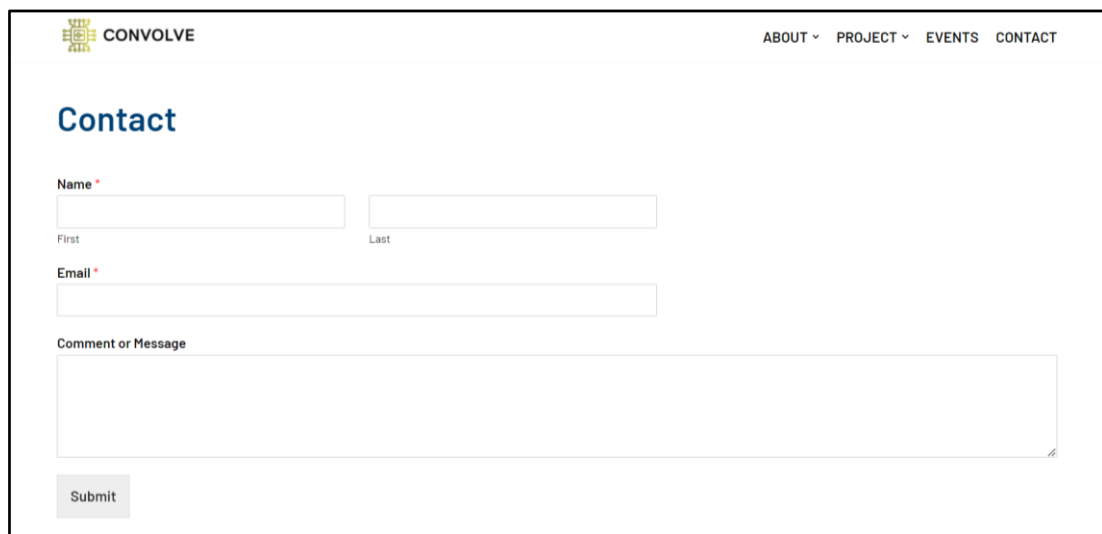 CONVOLVE
ABOUT PROJECT EVENTS CONTACT
Contact
Name *
First Last
Email *
Comment or Message
Submit